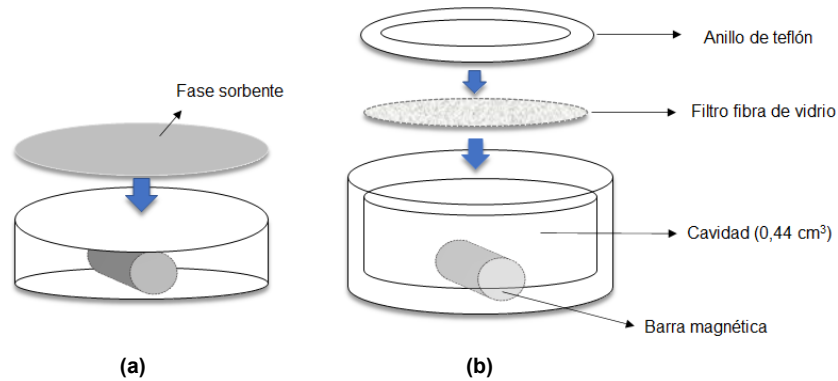 Anillo de teflón
Fase sorbente
Filtro fibra de vidrio
Cavidad (0,44 cm³)
Barra magnética
(a)
(b)